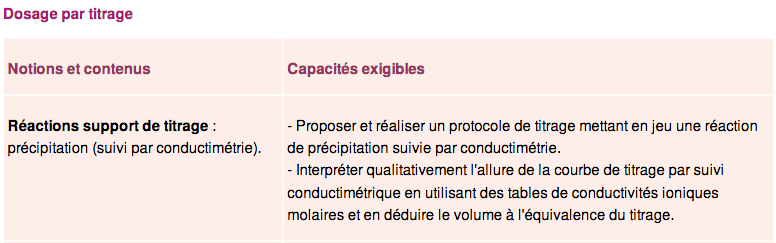 Dosage par titrage
Notions et contenus
Capacités exigibles
Réactions support de titrage :
précipitation (suivi par conductimétrie).
- Proposer et réaliser un protocole de titrage mettant en jeu une réaction
de précipitation suivie par conductimétrie.
- Interpréter qualitativement l'allure de la courbe de titrage par suivi
conductimétrique en utilisant des tables de conductivités ioniques
molaires et en déduire le volume à l'équivalence du titrage.